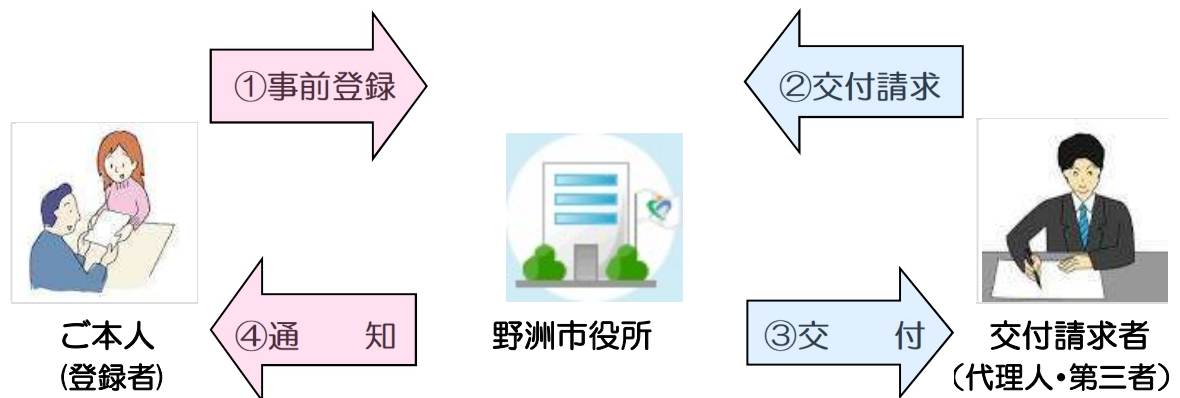 ①事前登録
②交付請求
④通　　知
③交　　付
ご本人
(登録者)
野洲市役所
交付請求者
（代理人・第三者）